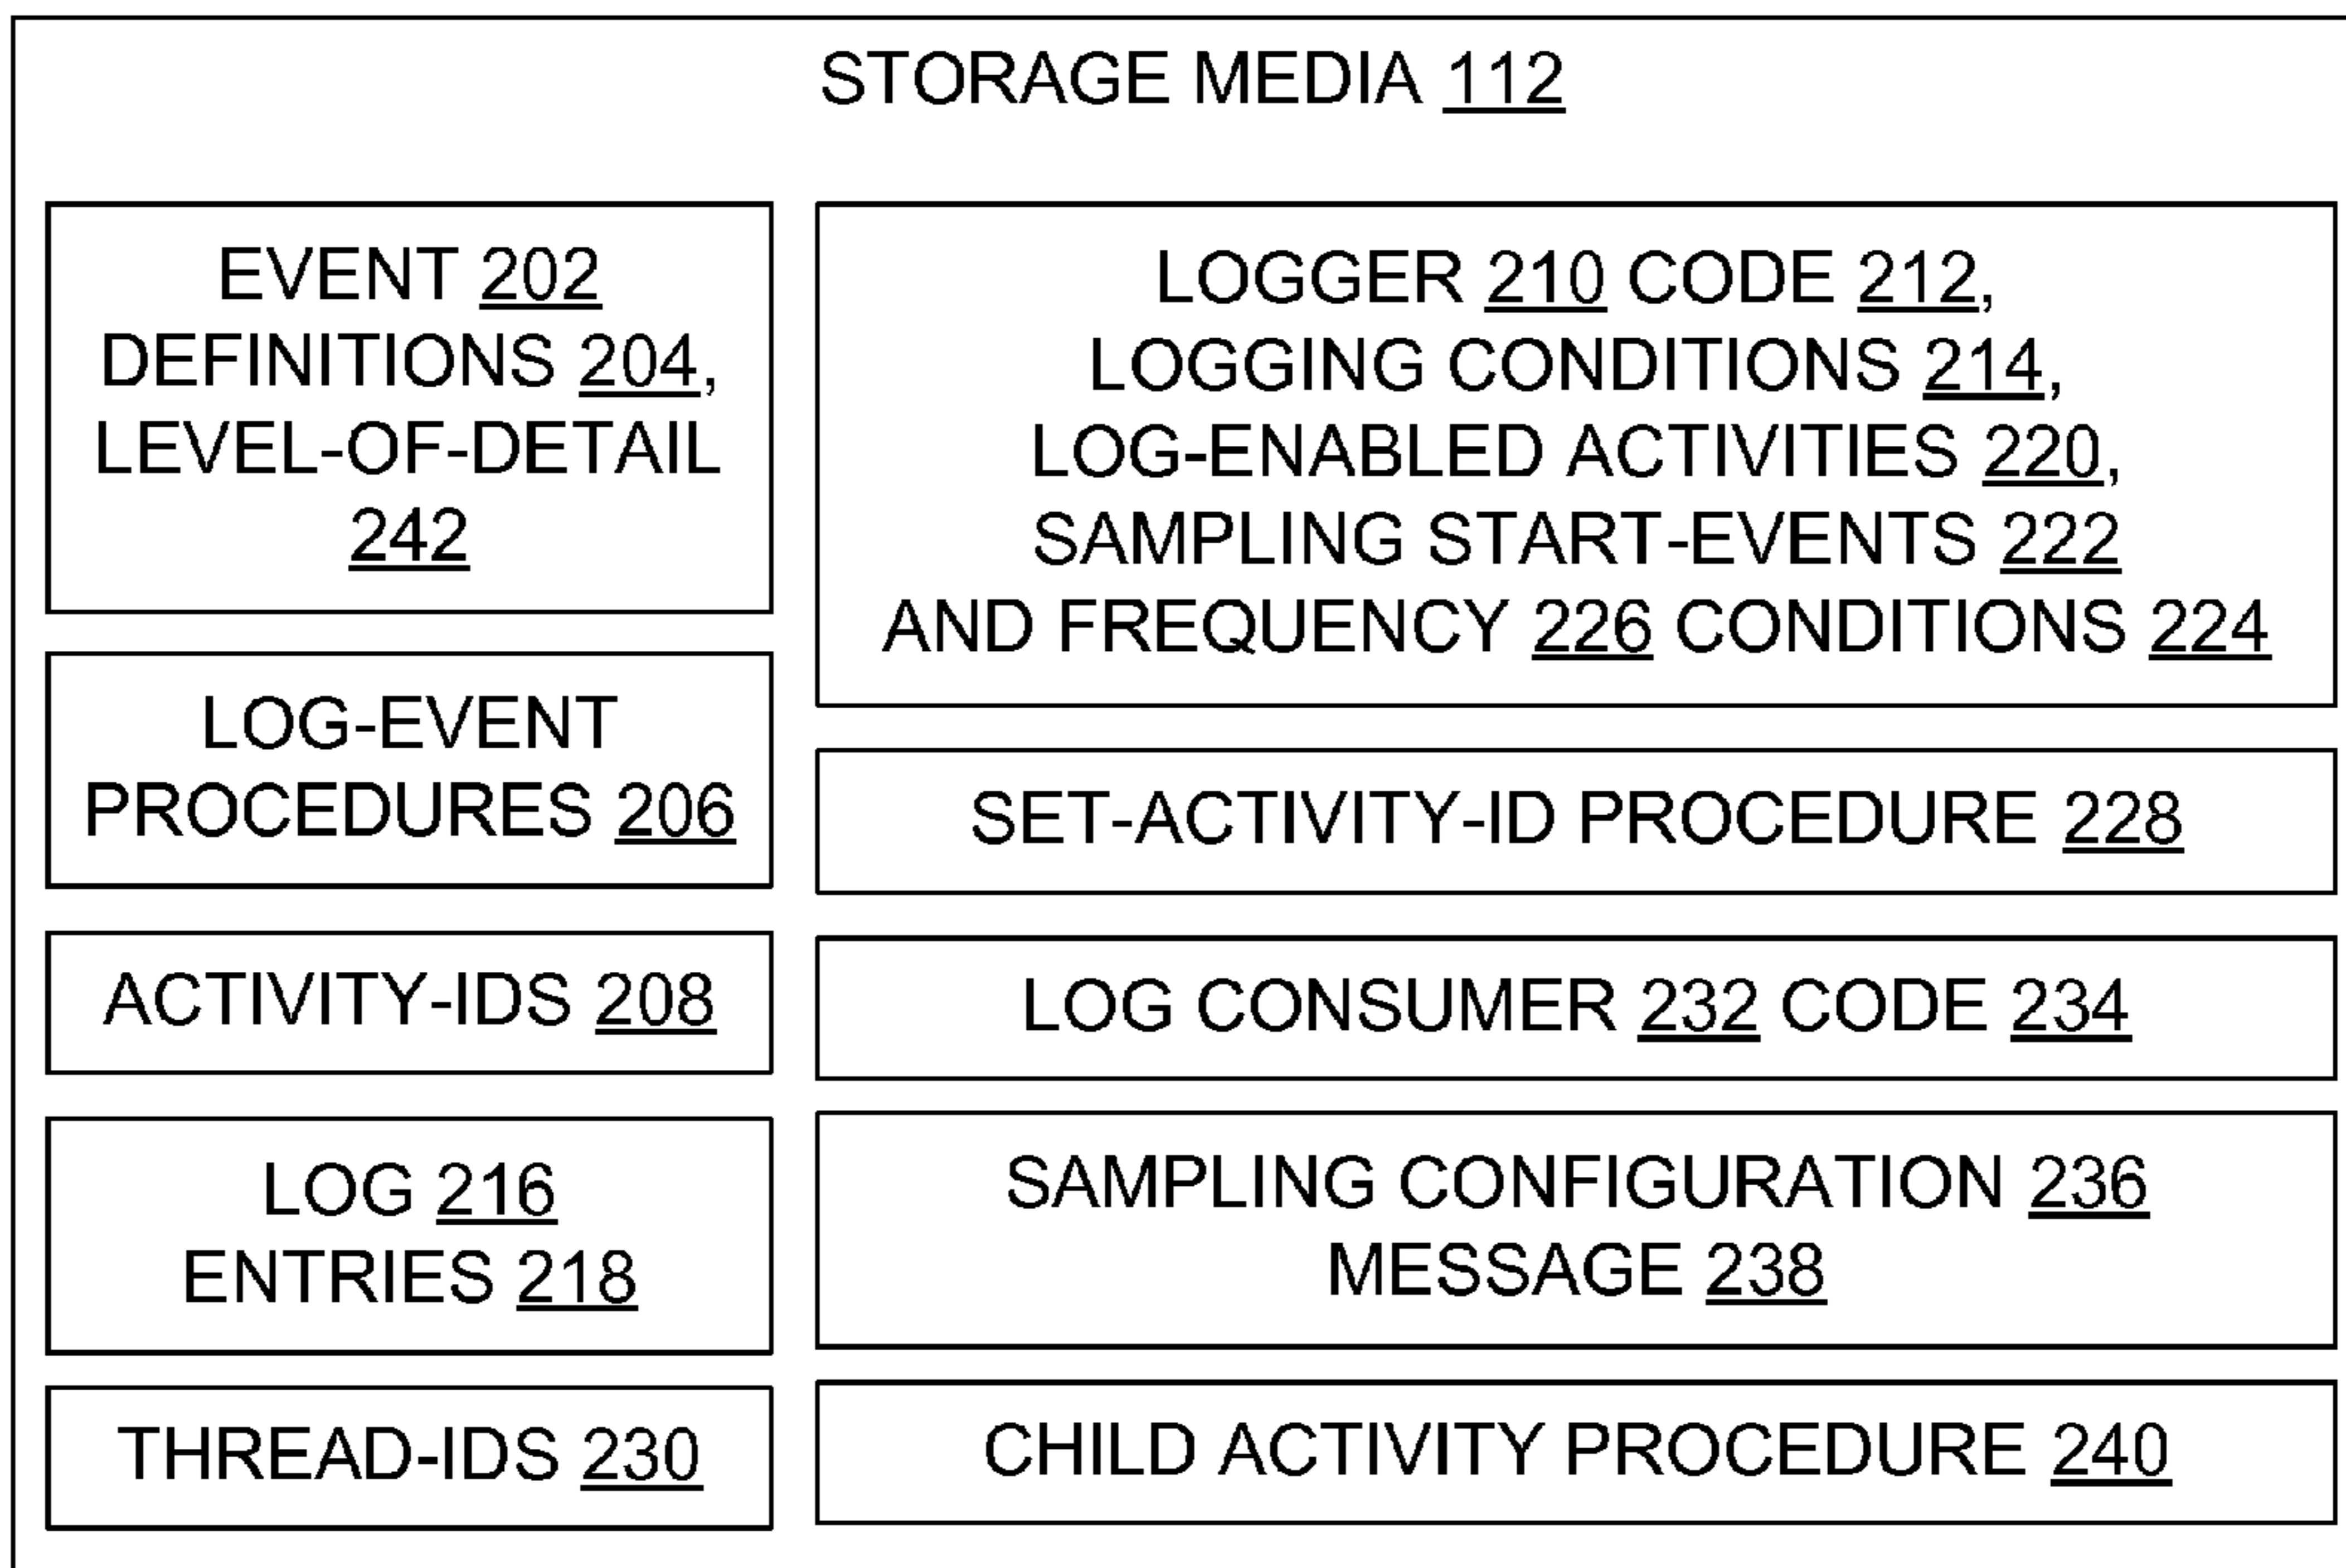 STORAGE MEDIA 112
EVENT 202
DEFINITIONS 204,
LEVEL-OF-DETAIL
242
LOG-EVENT
PROCEDURES 206
ACTIVITY-IDS 208
LOG 216
ENTRIES 218
THREAD-IDS 230
LOGGER 210 CODE 212,
LOGGING CONDITIONS 214,
LOG-ENABLED ACTIVITIES 220,
SAMPLING START-EVENTS 222
AND FREQUENCY 226 CONDITIONS 224
SET-ACTIVITY-ID PROCEDURE 228
LOG CONSUMER 232 CODE 234
SAMPLING CONFIGURATION 236
MESSAGE 238
CHILD ACTIVITY PROCEDURE 240